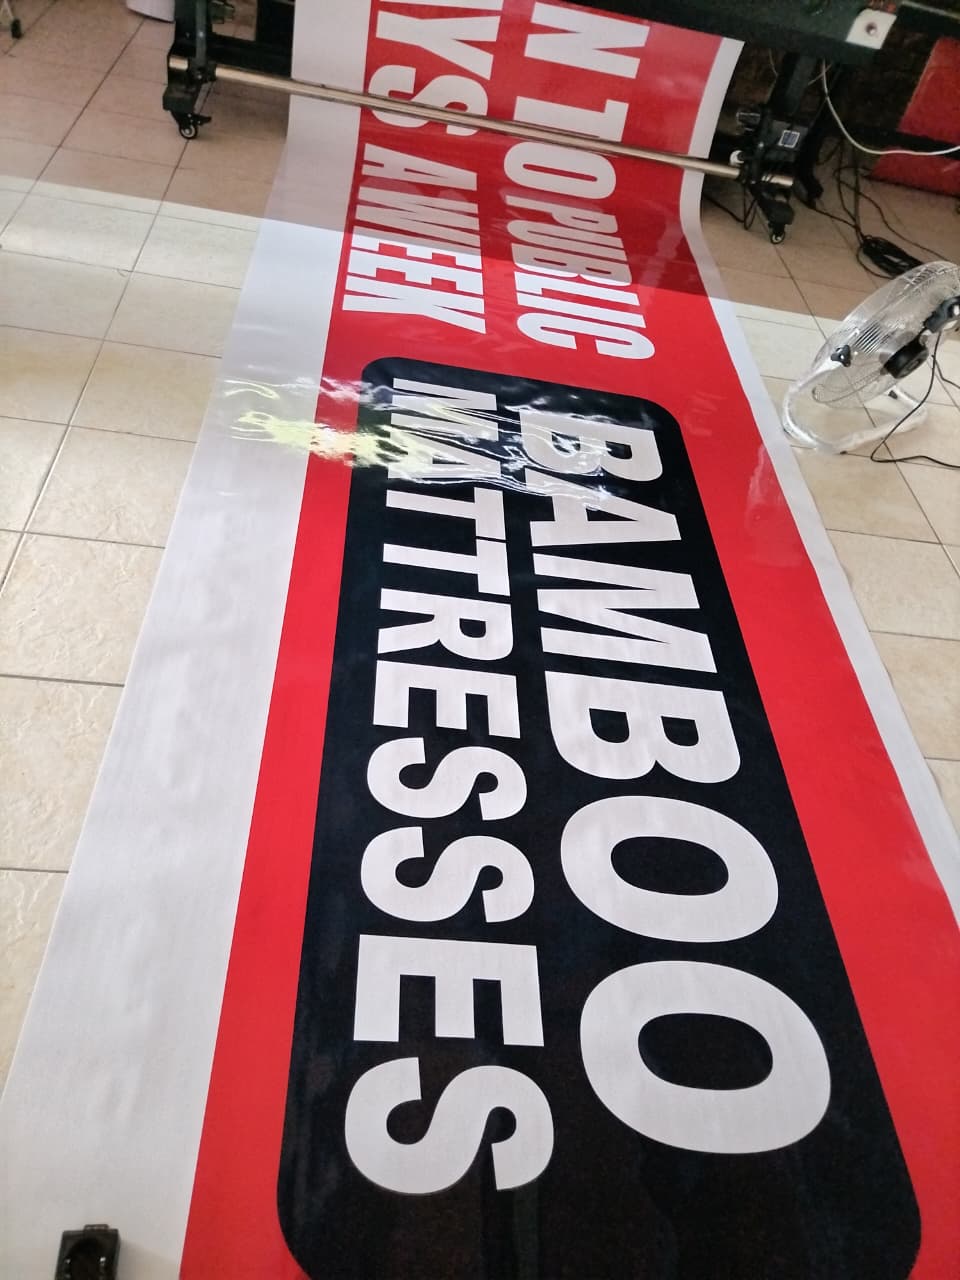 N TO PUBLIC
YS A WEEK
BAMBOO
MATTRESSES